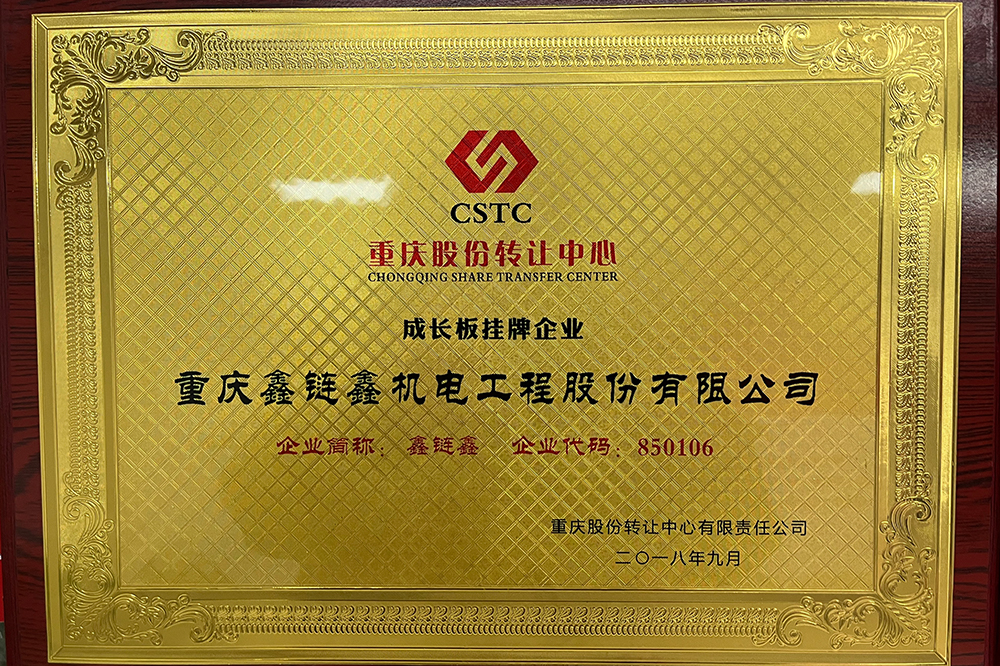 CSTC
重庆股份转让中心
CHONGQING SHARE TRANSFER CENTER
成长板挂牌企业
重庆鑫链鑫机电工程股份有限公司
企业简称：鑫链鑫 企业代码：850106
重庆股份转让中心有限责任公司
二〇一八年九月